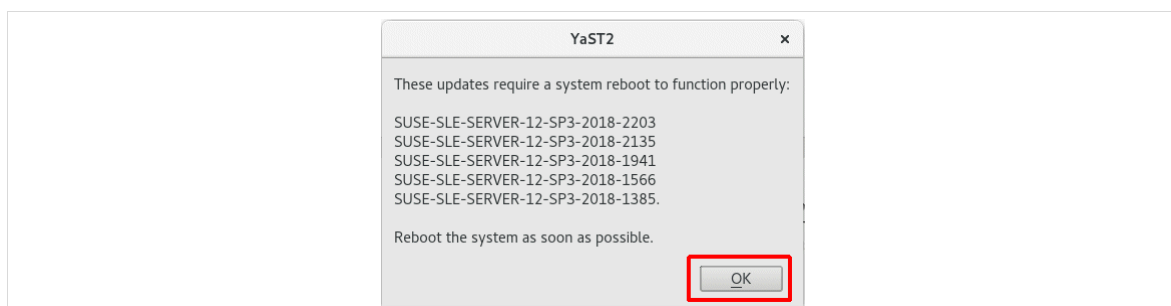 YaST2
×
These updates require a system reboot to function properly:
SUSE-SLE-SERVER-12-SP3-2018-2203
SUSE-SLE-SERVER-12-SP3-2018-2135
SUSE-SLE-SERVER-12-SP3-2018-1941
SUSE-SLE-SERVER-12-SP3-2018-1566
SUSE-SLE-SERVER-12-SP3-2018-1385.
Reboot the system as soon as possible.
OK